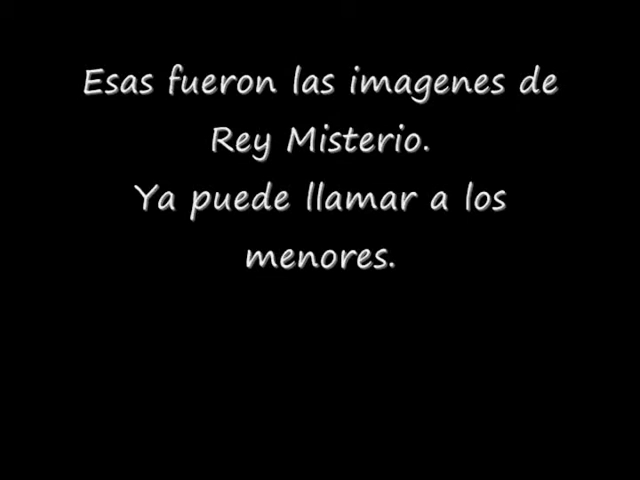 Esas fueron las imagenes de
Rey Misterio.
Ya puede llamar a los
menores.